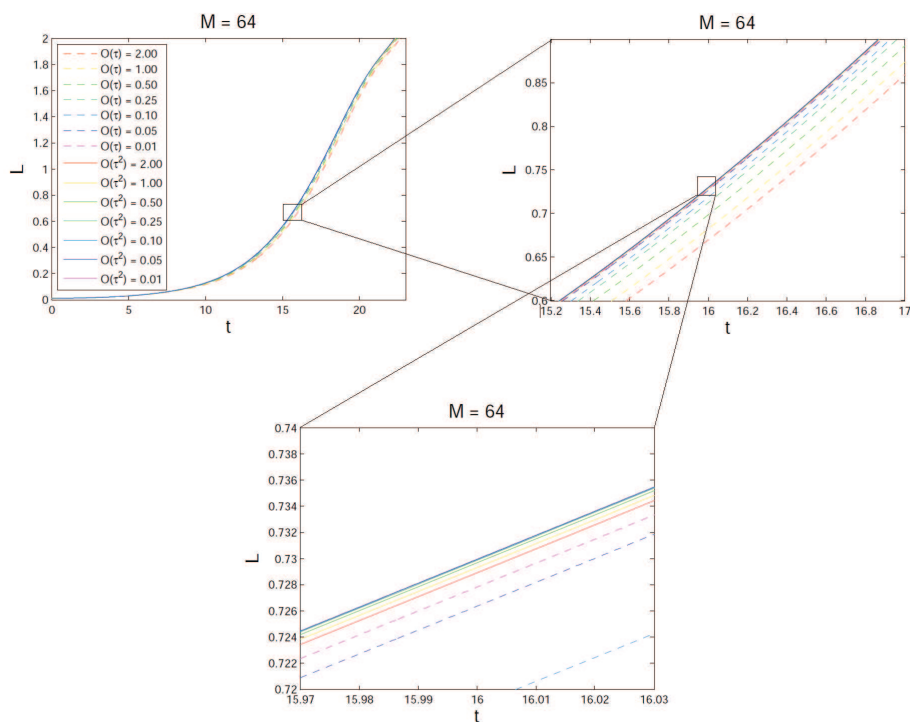 M = 64
2
1.8
1.6
1.4
1.2
1
0.8
0.6
0.4
0.2
0
L
O(τ) = 2.00
O(τ) = 1.00
O(τ) = 0.50
O(τ) = 0.25
O(τ) = 0.10
O(τ) = 0.05
O(τ) = 0.01
O(τ²) = 2.00
O(τ²) = 1.00
O(τ²) = 0.50
O(τ²) = 0.25
O(τ²) = 0.10
O(τ²) = 0.05
O(τ²) = 0.01
0 5 10 15 20
t
M = 64
0.85
0.8
0.75
0.7
0.65
0.6
L
15.2 15.4 15.6 15.8 16 16.2 16.4 16.6 16.8 17
t
M = 64
0.74
0.738
0.736
0.734
0.732
0.73
0.728
0.726
0.724
0.722
0.72
L
15.97 15.98 15.99 16 16.01 16.02 16.03
t